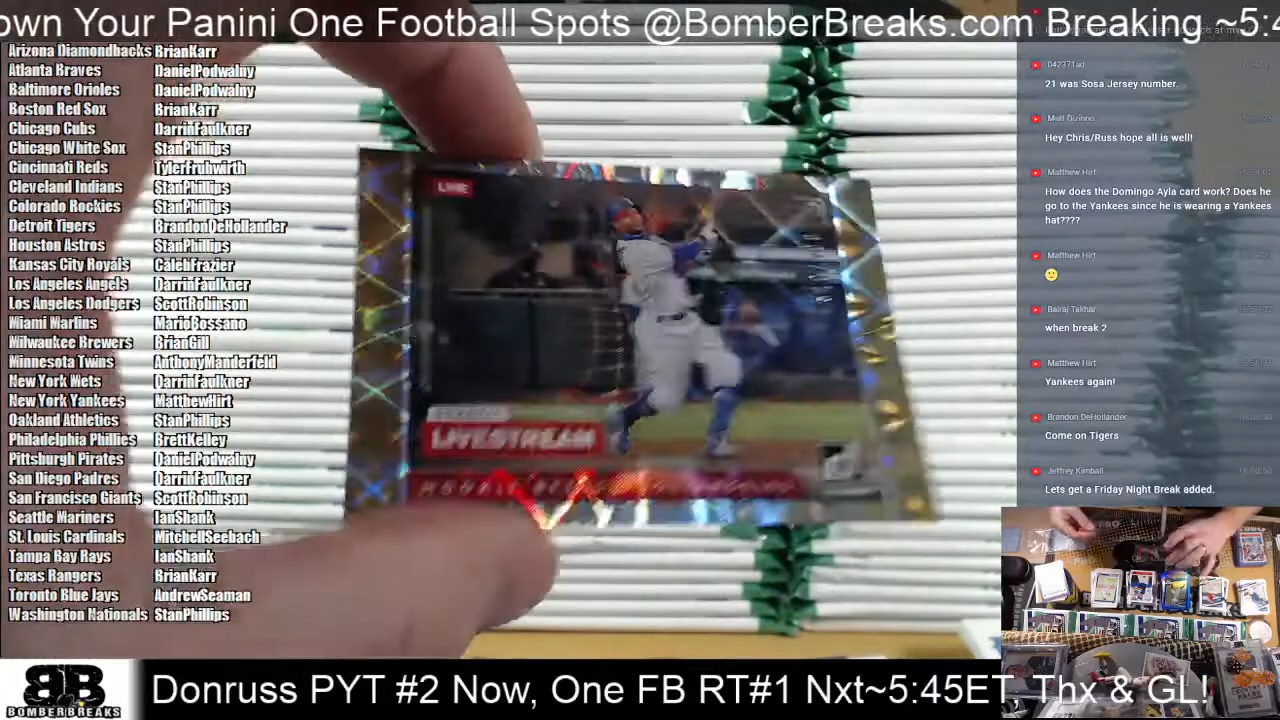 own Your Panini One Football Spots @BomberBreaks.com Breaking ~5:4
Arizona Diamondbacks BrianKarr
Atlanta Braves DanielPodwalny
Baltimore Orioles DanielPodwalny
Boston Red Sox BrianKarr
Chicago Cubs DarrinFaulkner
Chicago White Sox StanPhillips
Cincinnati Reds TylerFruhwirth
Cleveland Indians StanPhillips
Colorado Rockies StanPhillips
Detroit Tigers BrandonDeHollander
Houston Astros StanPhillips
Kansas City Royals CalebFrazier
Los Angeles Angels DarrinFaulkner
Los Angeles Dodgers ScottRobinson
Miami Marlins MarioBossano
Milwaukee Brewers BrianGill
Minnesota Twins AnthonyManderfeld
New York Mets DarrinFaulkner
New York Yankees MatthewHirt
Oakland Athletics StanPhillips
Philadelphia Phillies BrettKelley
Pittsburgh Pirates DanielPodwalny
San Diego Padres DarrinFaulkner
San Francisco Giants ScottRobinson
Seattle Mariners IanShank
St. Louis Cardinals MitchellSeebach
Tampa Bay Rays IanShank
Texas Rangers BrianKarr
Toronto Blue Jays AndrewSeaman
Washington Nationals StanPhillips
LIVE
LIVESTREAM
042371ad
21 was Sosa Jersey number.
Matt Dizinno
Hey Chris/Russ hope all is well!
Matthew Hirt
How does the Domingo Ayla card work? Does he
go to the Yankees since he is wearing a Yankees
hat????
Matthew Hirt
Balraj Takhar
when break 2
Matthew Hirt
Yankees again!
Brandon DeHollander
Come on Tigers
Jeffrey Kimball
Lets get a Friday Night Break added.
BB
BOMBERBREAKS
Donruss PYT #2 Now, One FB RT#1 Nxt~5:45ET, Thx & GL!